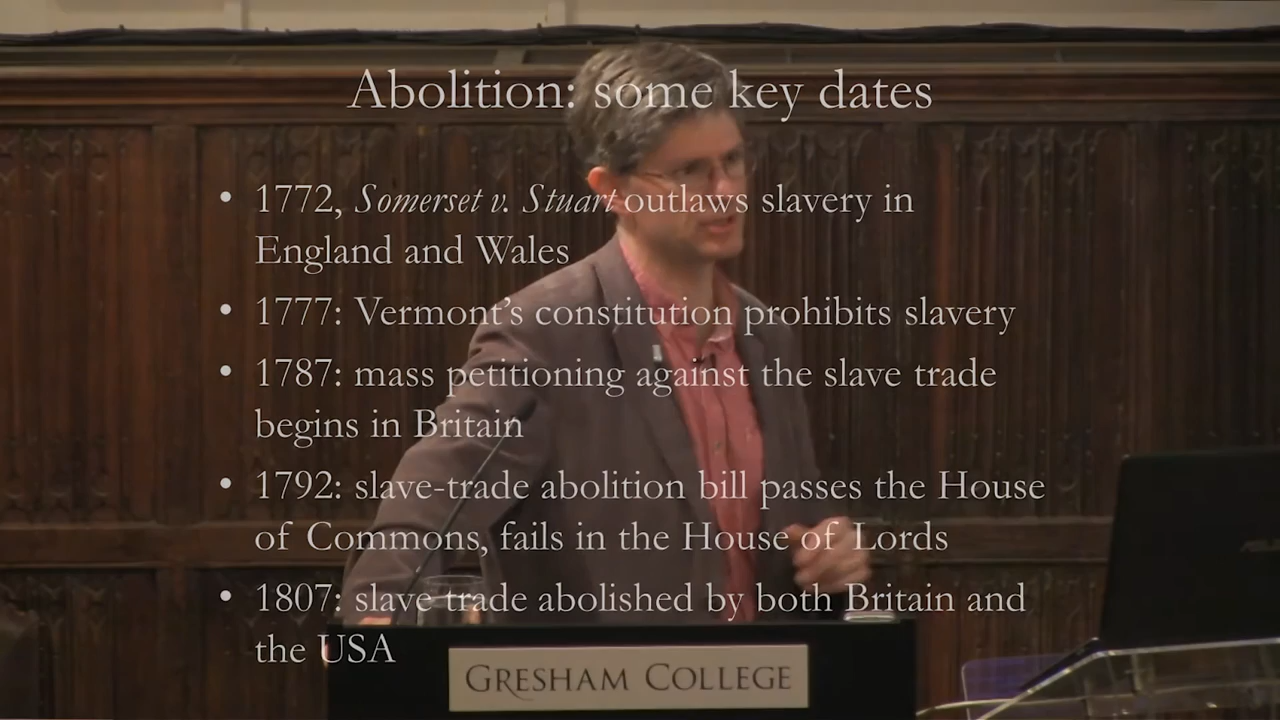 Abolition: some key dates
• 1772, Somerset v. Stuart outlaws slavery in
England and Wales
• 1777: Vermont's constitution prohibits slavery
• 1787: mass petitioning against the slave trade
begins in Britain
• 1792: slave-trade abolition bill passes the House
of Commons, fails in the House of Lords
• 1807: slave trade abolished by both Britain and
the USA
GRESHAM COLLEGE